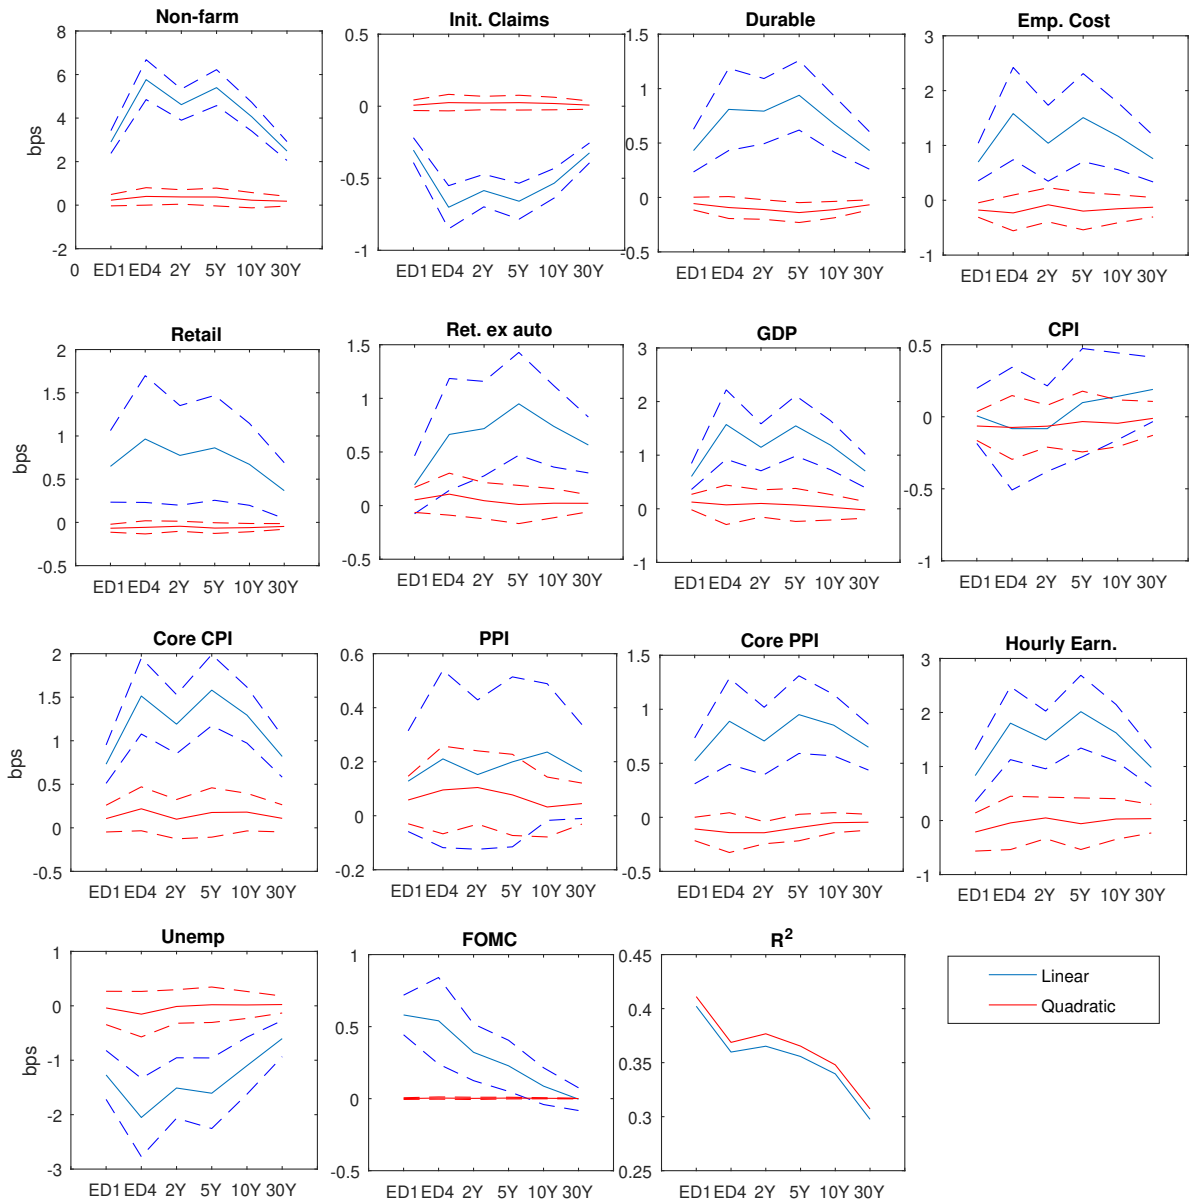 Non-farm
Init. Claims
Durable
Emp. Cost
8
6
4
2
0
-2
bps
0 ED1 ED4 2Y 5Y 10Y 30Y
0.5
0
-0.5
-1
ED1 ED4 2Y 5Y 10Y 30Y
1.5
1
0.5
0
-0.5
ED1 ED4 2Y 5Y 10Y 30Y
3
2
1
0
-1
ED1 ED4 2Y 5Y 10Y 30Y
Retail
Ret. ex auto
GDP
CPI
2
1.5
1
0.5
0
-0.5
bps
ED1 ED4 2Y 5Y 10Y 30Y
1.5
1
0.5
0
-0.5
ED1 ED4 2Y 5Y 10Y 30Y
3
2
1
0
-1
ED1 ED4 2Y 5Y 10Y 30Y
0.5
0
-0.5
-1
ED1 ED4 2Y 5Y 10Y 30Y
Core CPI
PPI
Core PPI
Hourly Earn.
2
1.5
1
0.5
0
-0.5
bps
ED1 ED4 2Y 5Y 10Y 30Y
0.6
0.4
0.2
0
-0.2
ED1 ED4 2Y 5Y 10Y 30Y
1.5
1
0.5
0
-0.5
ED1 ED4 2Y 5Y 10Y 30Y
3
2
1
0
-1
ED1 ED4 2Y 5Y 10Y 30Y
Unemp
FOMC
R²
1
0
-1
-2
-3
bps
ED1 ED4 2Y 5Y 10Y 30Y
1
0.5
0
-0.5
ED1 ED4 2Y 5Y 10Y 30Y
0.45
0.4
0.35
0.3
0.25
ED1 ED4 2Y 5Y 10Y 30Y
Linear
Quadratic